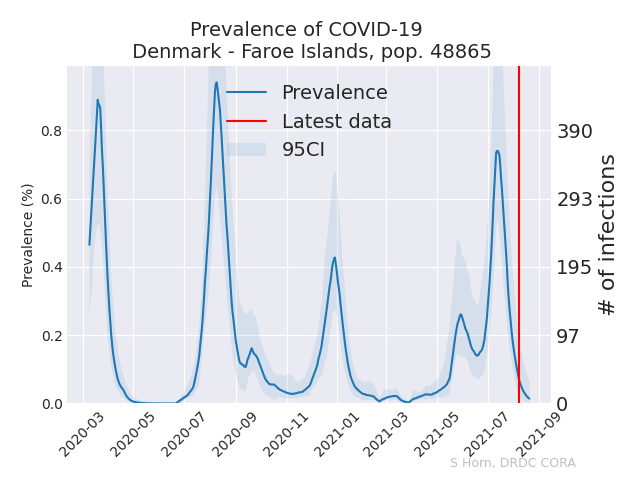 Prevalence of COVID-19
Denmark - Faroe Islands, pop. 48865
Prevalence
Latest data
95CI
Prevalence (%)
0.8
0.6
0.4
0.2
0.0
390
293
195
97
0
# of infections
2020-03
2020-05
2020-07
2020-09
2020-11
2021-01
2021-03
2021-05
2021-07
2021-09
S Horn, DRDC CORA